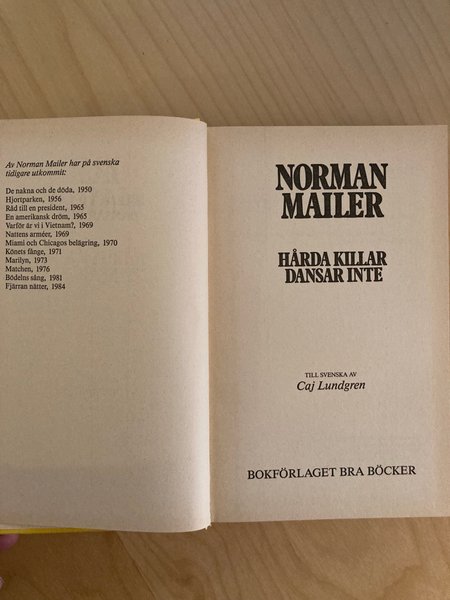 Av Norman Mailer har på svenska
tidigare utkommit:
De nakna och de döda, 1950
Hjortparken, 1956
Råd till en president, 1965
En amerikansk dröm, 1965
Varför är vi i Vietnam?, 1969
Nattens arméer, 1969
Miami och Chicagos belägring, 1970
Könets fånge, 1971
Marilyn, 1973
Matchen, 1976
Bödelns sång, 1981
Fjärran nätter, 1984
NORMAN
MAILER
HÅRDA KILLAR
DANSAR INTE
TILL SVENSKA AV
Caj Lundgren
BOKFÖRLAGET BRA BÖCKER